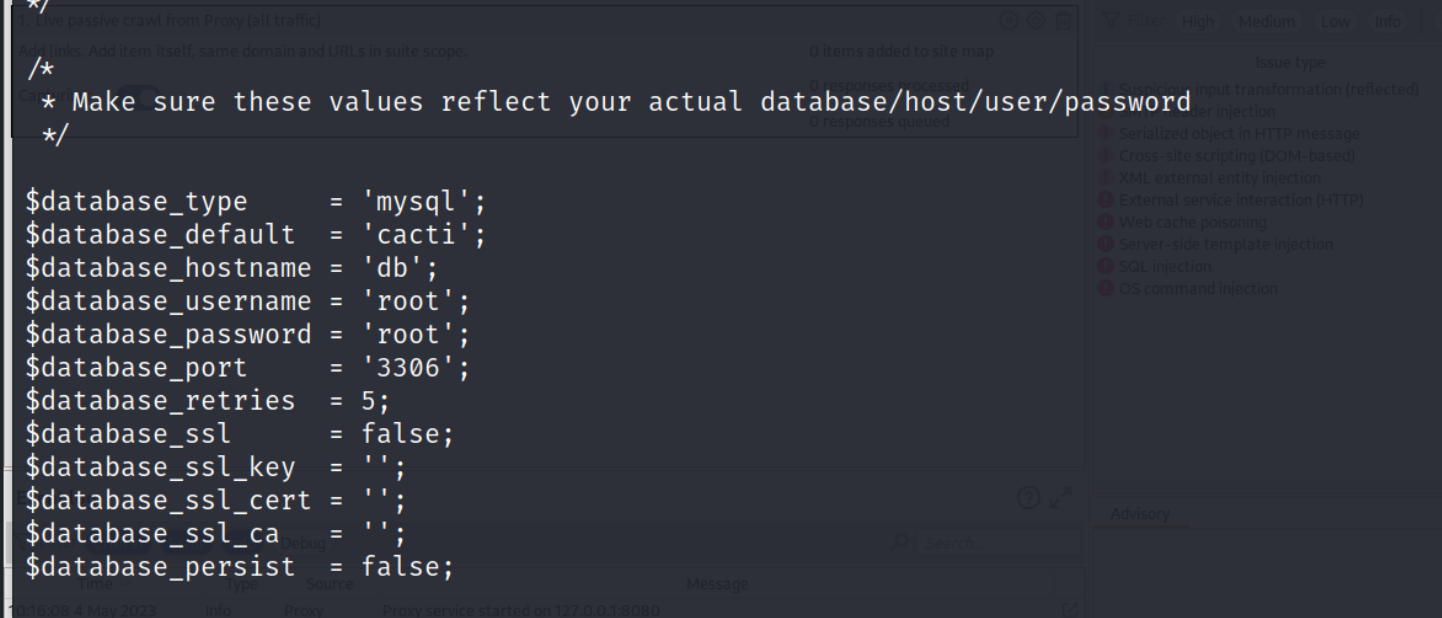 */
1. Live passive crawl from Proxy (all traffic)
Filter High Medium Low Info
Add links. Add item itself, same domain and URLs in suite scope.
0 items added to site map
Issue type
/*
0 responses processed
Suspicious input transformation (reflected)
* Make sure these values reflect your actual database/host/user/password
header injection
*/
0 responses queued
Serialized object in HTTP message
Cross-site scripting (DOM-based)
XML external entity injection
External service interaction (HTTP)
Web cache poisoning
Server-side template injection
SQL injection
OS command injection
$database_type     = 'mysql';
$database_default  = 'cacti';
$database_hostname = 'db';
$database_username = 'root';
$database_password = 'root';
$database_port     = '3306';
$database_retries  = 5;
$database_ssl      = false;
$database_ssl_key  = '';
$database_ssl_cert = '';
$database_ssl_ca   = '';
$database_persist  = false;
Advisory
Debug
Search...
Time Type Source Message
10:16:08 4 May 2023 Info Proxy Proxy service started on 127.0.0.1:8080